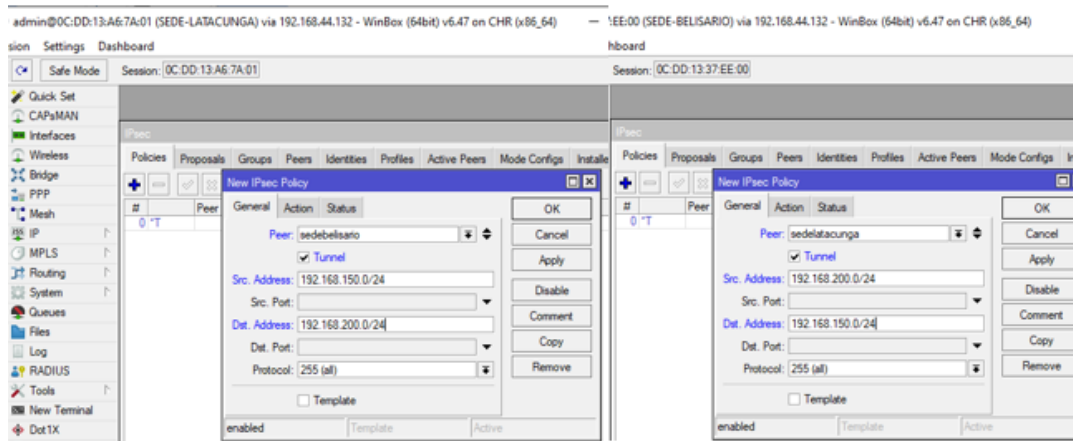 admin@0C:DD:13:A6:7A:01 (SEDE-LATACUNGA) via 192.168.44.132 - WinBox (64bit) v6.47 on CHR (x86_64)
sion Settings Dashboard
Safe Mode Session: 0C:DD:13:A6:7A:01
Quick Set
CAPsMAN
Interfaces
Wireless
Bridge
PPP
Mesh
IP
MPLS
Routing
System
Queues
Files
Log
RADIUS
Tools
New Terminal
Dot1X
IPsec
Policies Proposals Groups Peers Identities Profiles Active Peers Mode Configs Installe
# Peer
0 *T
New IPsec Policy
General Action Status
Peer: sedebelisario
Tunnel
Src. Address: 192.168.150.0/24
Src. Port:
Dst. Address: 192.168.200.0/24
Dst. Port:
Protocol: 255 (all)
Template
enabled Template Active
OK
Cancel
Apply
Disable
Comment
Copy
Remove
:EE:00 (SEDE-BELISARIO) via 192.168.44.132 - WinBox (64bit) v6.47 on CHR (x86_64)
hboard
Session: 0C:DD:13:37:EE:00
IPsec
Policies Proposals Groups Peers Identities Profiles Active Peers Mode Configs
# Peer
0 *T
New IPsec Policy
General Action Status
Peer: sedelatacunga
Tunnel
Src. Address: 192.168.200.0/24
Src. Port:
Dst. Address: 192.168.150.0/24
Dst. Port:
Protocol: 255 (all)
Template
enabled Template Active
OK
Cancel
Apply
Disable
Comment
Copy
Remove